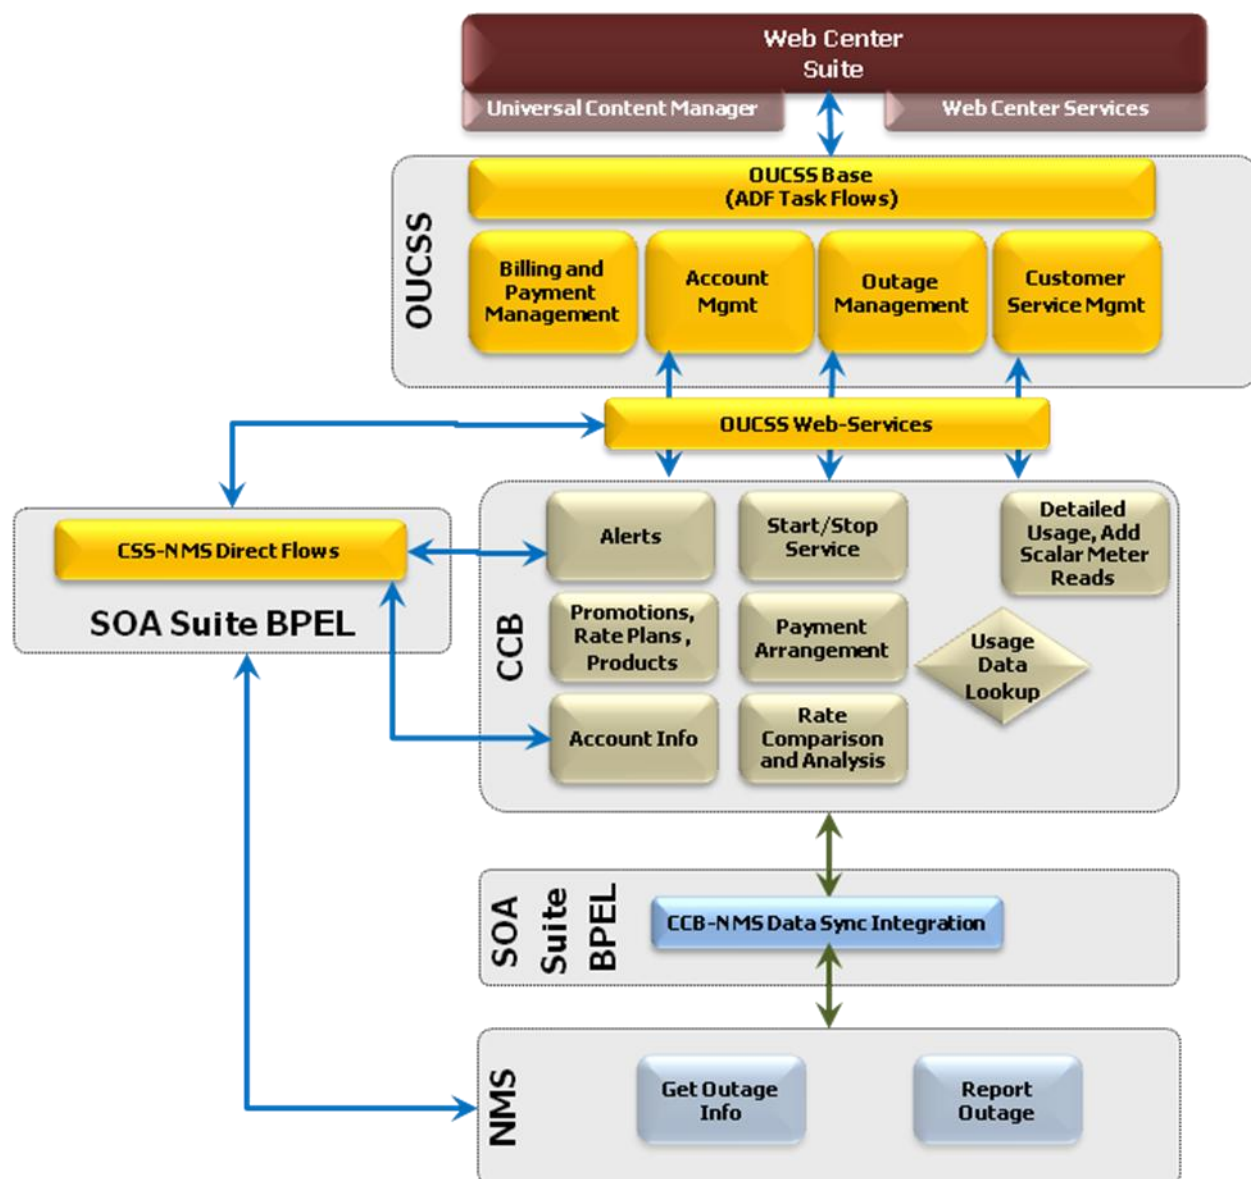 Web Center
Suite
Universal Content Manager
Web Center Services
OUCSS
OUCSS Base
(ADF Task Flows)
Billing and
Payment
Management
Account
Mgmt
Outage
Management
Customer
Service Mgmt
OUCSS Web-Services
CSS-NMS Direct Flows
SOA Suite BPEL
CCB
Alerts
Start/Stop
Service
Detailed
Usage, Add
Scalar Meter
Reads
Promotions,
Rate Plans ,
Products
Payment
Arrangement
Usage
Data
Lookup
Account Info
Rate
Comparison
and Analysis
SOA
Suite
BPEL
CCB-NMS Data Sync Integration
NMS
Get Outage
Info
Report
Outage